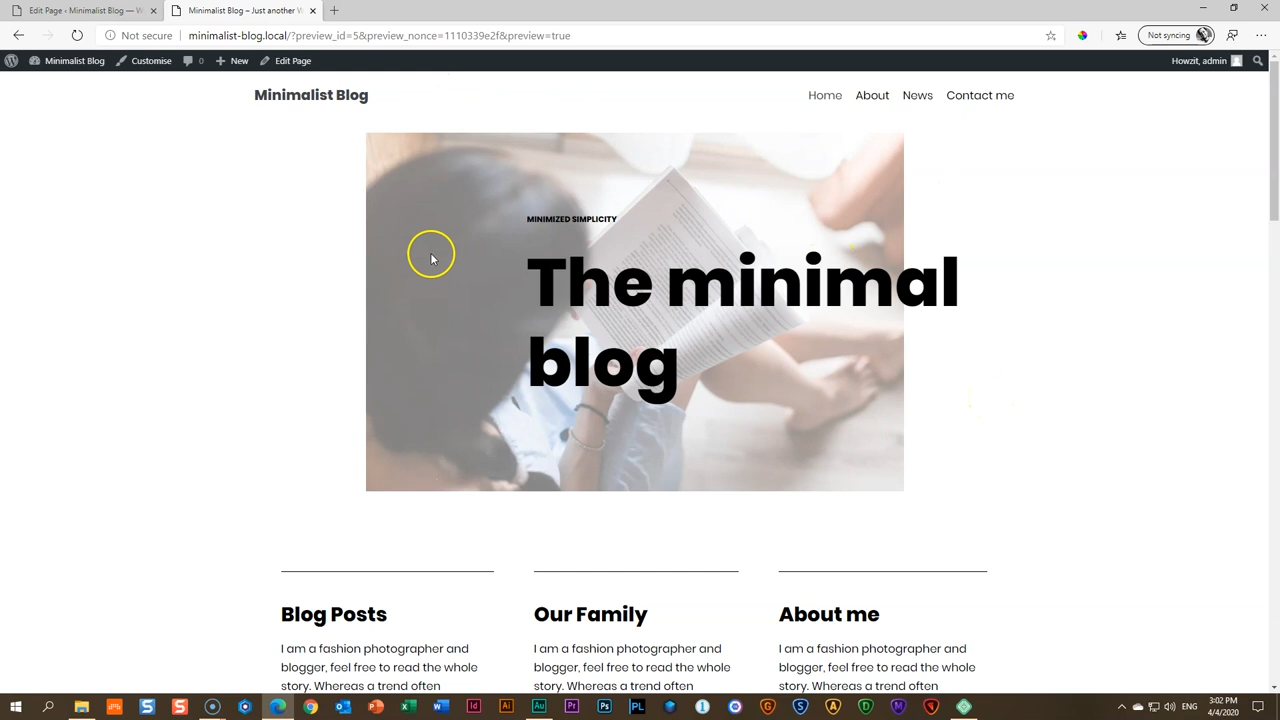 Edit Page ‹ Minimalist Blog — W
Minimalist Blog – Just another W
Not secure
minimalist-blog.local/?preview_id=5&preview_nonce=1110339e2f&preview=true
Not syncing
Minimalist Blog
Customise
0
New
Edit Page
Howzit, admin
Minimalist Blog
Home
About
News
Contact me
MINIMIZED SIMPLICITY
The minimal
blog
Blog Posts
I am a fashion photographer and
blogger, feel free to read the whole
story. Whereas a trend often
Our Family
I am a fashion photographer and
blogger, feel free to read the whole
story. Whereas a trend often
About me
I am a fashion photographer and
blogger, feel free to read the whole
story. Whereas a trend often
ENG
3:02 PM
4/4/2020